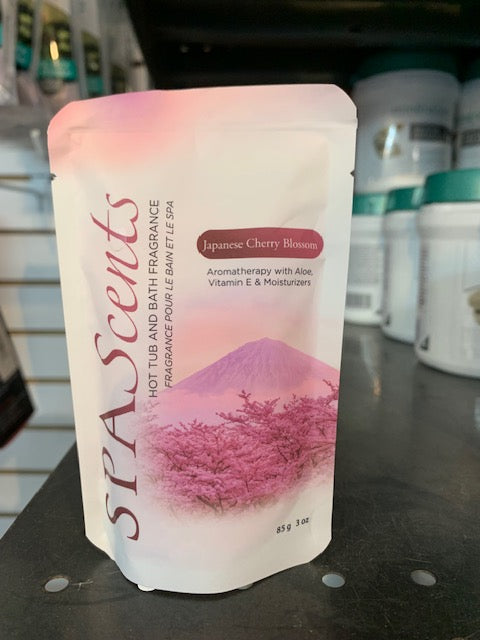 SPAScents
HOT TUB AND BATH FRAGRANCE
FRAGRANCE POUR LE BAIN ET LE SPA
Japanese Cherry Blossom
Aromatherapy with Aloe,
Vitamin E & Moisturizers
85 g 3 oz